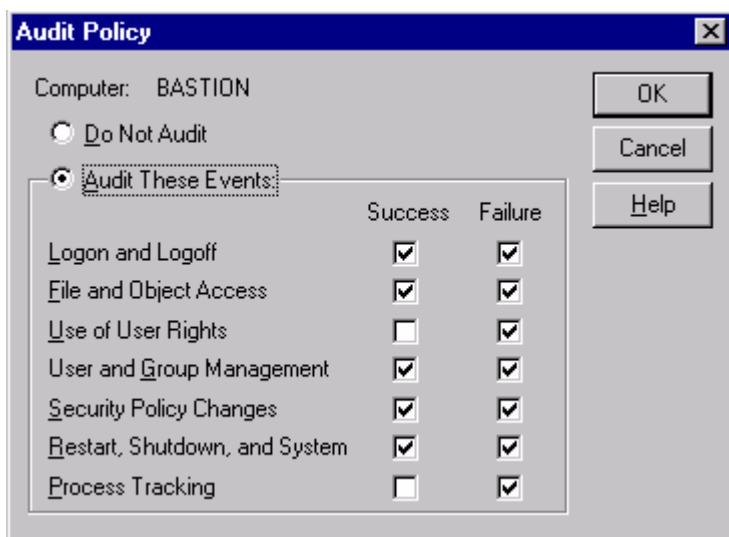 Audit Policy
Computer: BASTION
OK
Do Not Audit
Cancel
Audit These Events:
Help
Success Failure
Logon and Logoff
File and Object Access
Use of User Rights
User and Group Management
Security Policy Changes
Restart, Shutdown, and System
Process Tracking